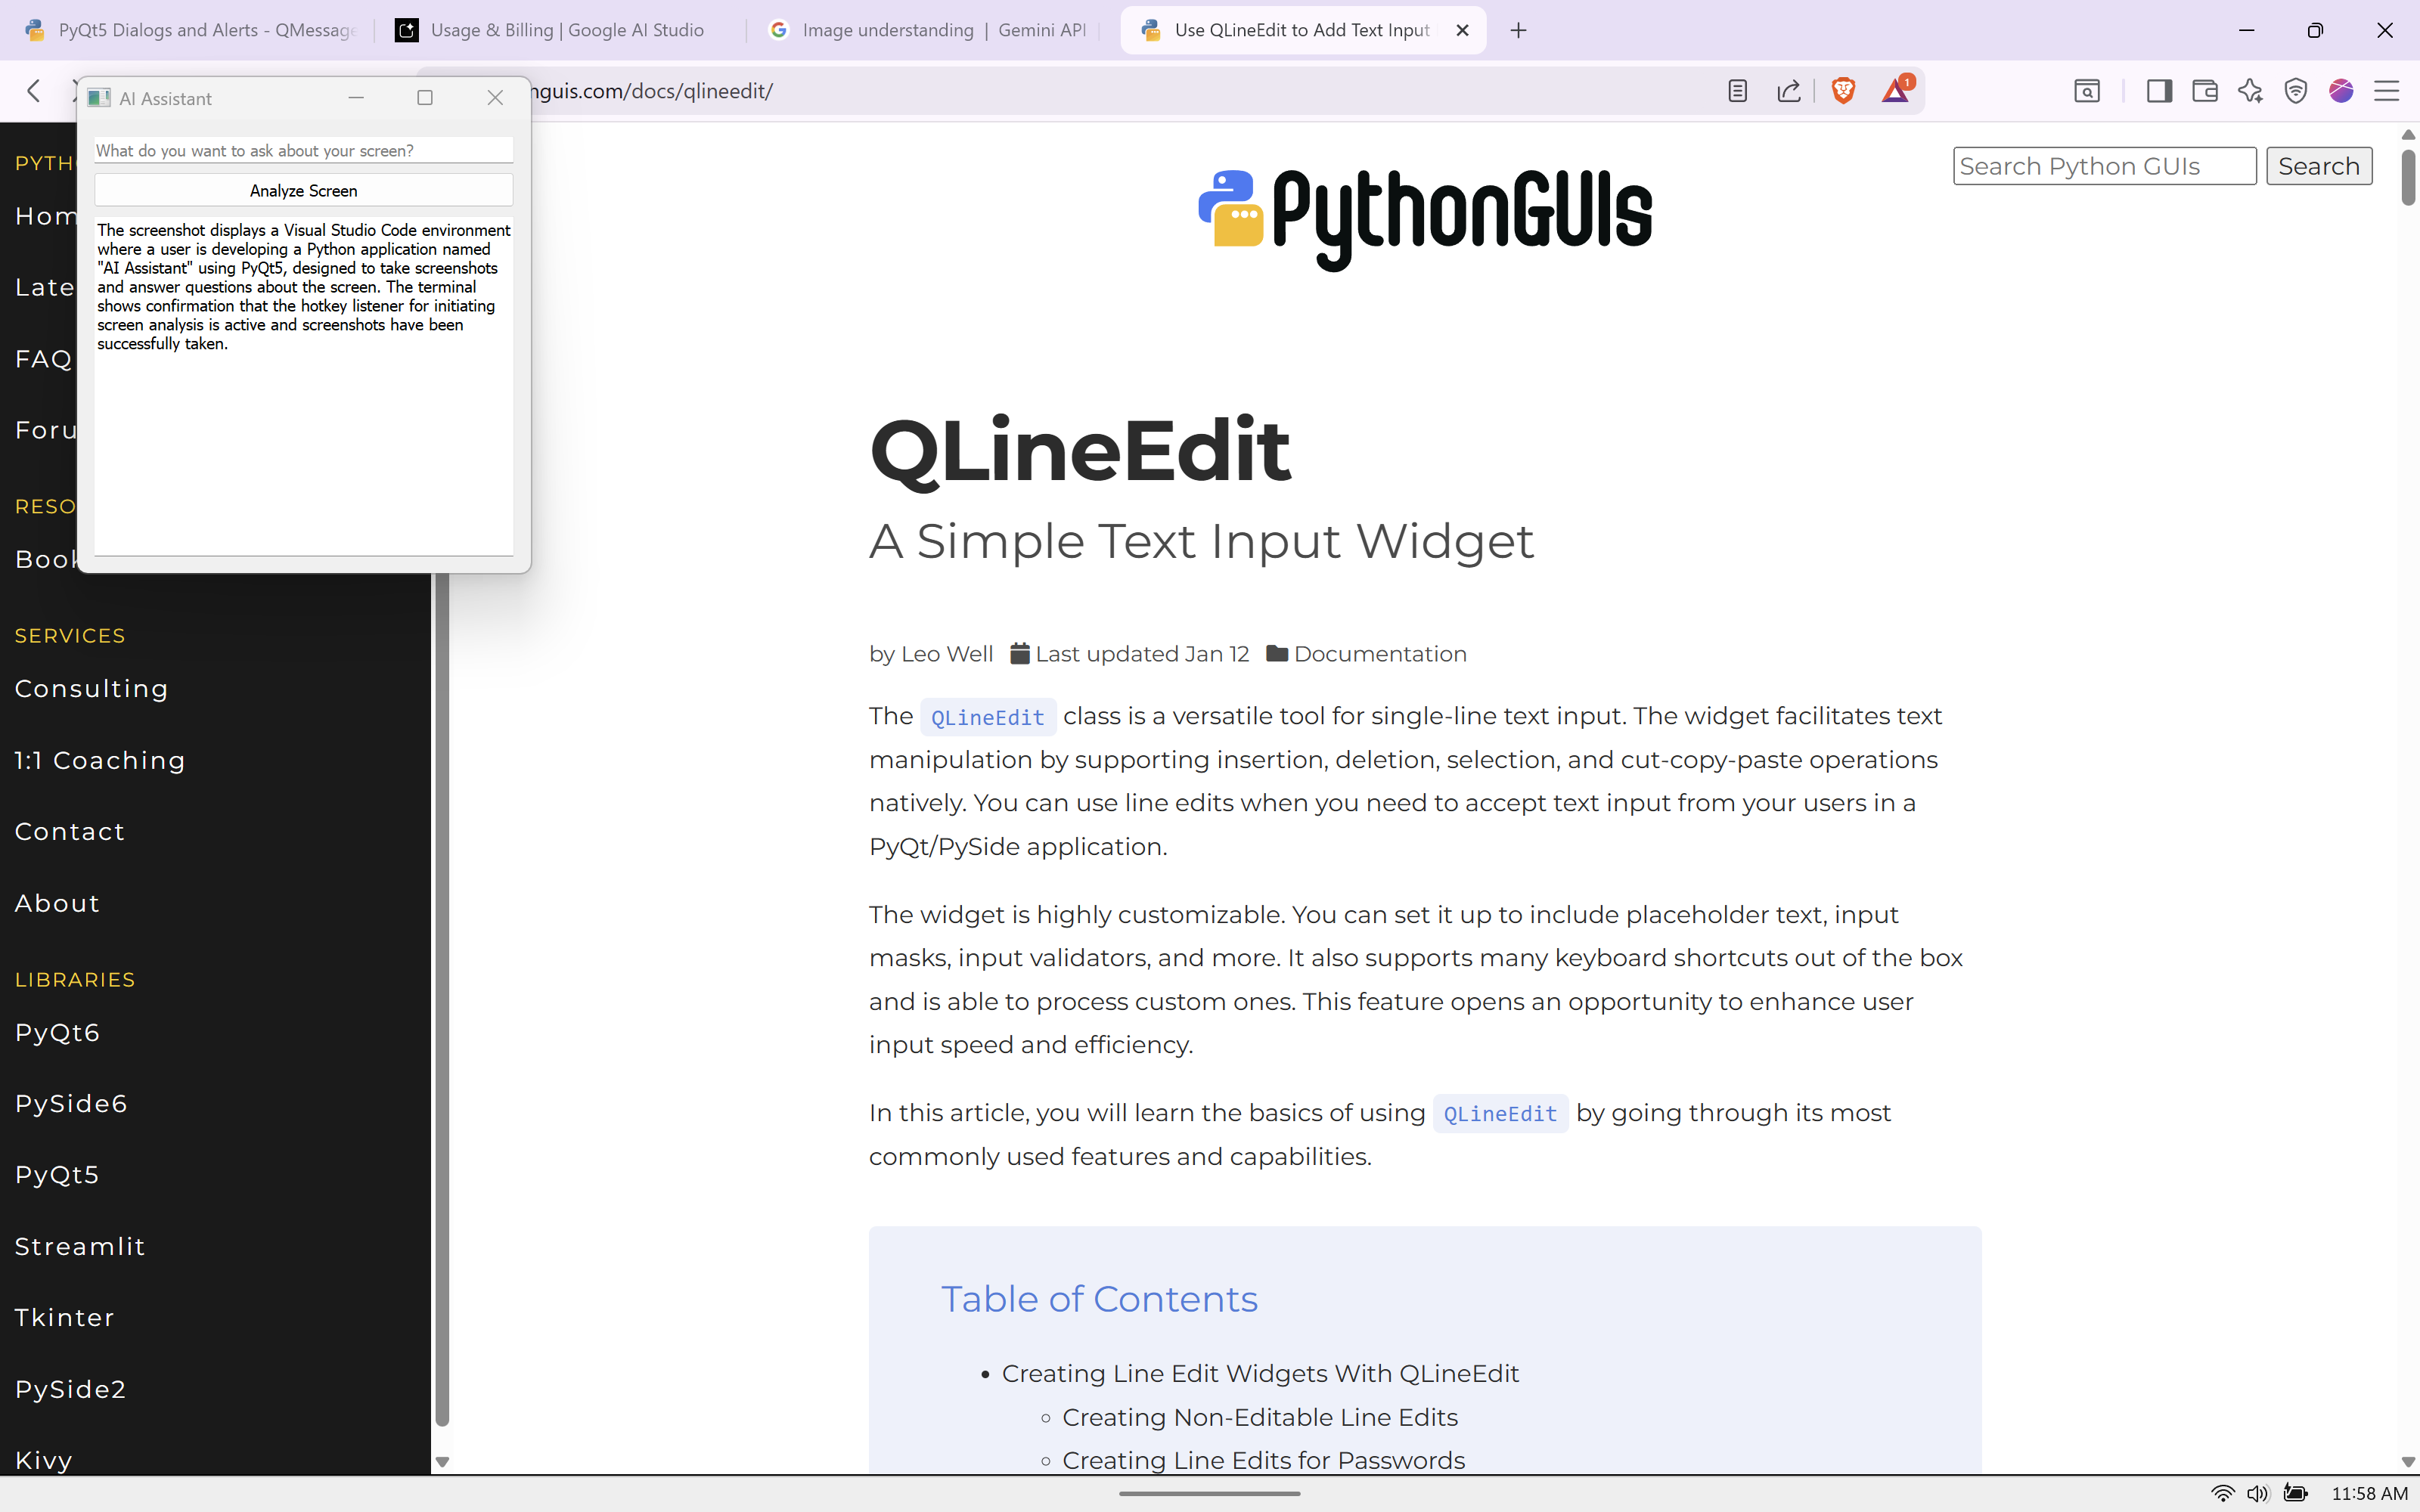 PyQt5 Dialogs and Alerts - QMessage
Usage & Billing | Google AI Studio
Image understanding | Gemini API
Use QLineEdit to Add Text Input
nguis.com/docs/qlineedit/
1
AI Assistant
What do you want to ask about your screen?
Analyze Screen
The screenshot displays a Visual Studio Code environment
where a user is developing a Python application named
"AI Assistant" using PyQt5, designed to take screenshots
and answer questions about the screen. The terminal
shows confirmation that the hotkey listener for initiating
screen analysis is active and screenshots have been
successfully taken.
PYTH
Hom
Late
FAQ
Foru
RESO
Book
SERVICES
Consulting
1:1 Coaching
Contact
About
LIBRARIES
PyQt6
PySide6
PyQt5
Streamlit
Tkinter
PySide2
Kivy
PythonGUIs
Search Python GUIs
Search
QLineEdit
A Simple Text Input Widget
by Leo Well Last updated Jan 12 Documentation
The QLineEdit class is a versatile tool for single-line text input. The widget facilitates text
manipulation by supporting insertion, deletion, selection, and cut-copy-paste operations
natively. You can use line edits when you need to accept text input from your users in a
PyQt/PySide application.
The widget is highly customizable. You can set it up to include placeholder text, input
masks, input validators, and more. It also supports many keyboard shortcuts out of the box
and is able to process custom ones. This feature opens an opportunity to enhance user
input speed and efficiency.
In this article, you will learn the basics of using QLineEdit by going through its most
commonly used features and capabilities.
Table of Contents
• Creating Line Edit Widgets With QLineEdit
◦ Creating Non-Editable Line Edits
◦ Creating Line Edits for Passwords
11:58 AM